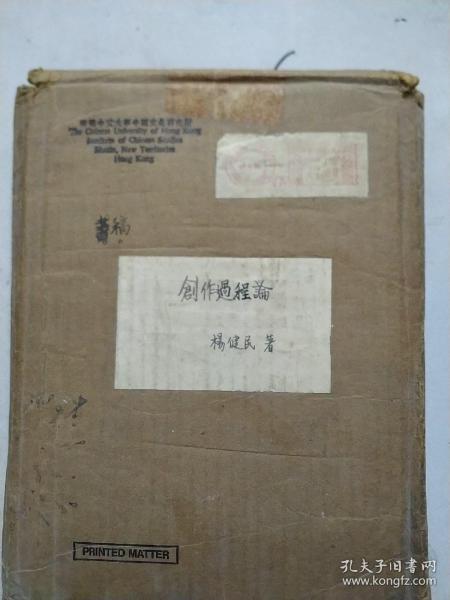 香港中文大學中國文化研究所
The Chinese University of Hong Kong
Institute of Chinese Studies
Shatin, New Territories
Hong Kong
書稿
創作過程論
楊健民 著
PRINTED MATTER
孔夫子旧书网
www.kongfz.com